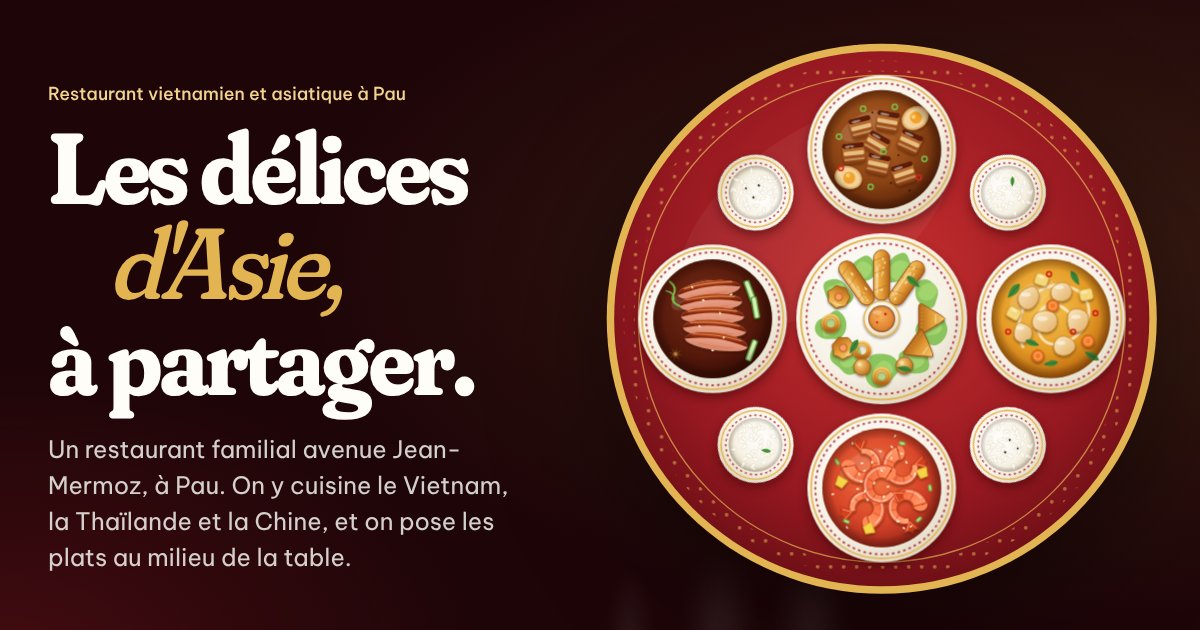 Restaurant vietnamien et asiatique à Pau
Les délices
d'Asie,
à partager.
Un restaurant familial avenue Jean-
Mermoz, à Pau. On y cuisine le Vietnam,
la Thaïlande et la Chine, et on pose les
plats au milieu de la table.